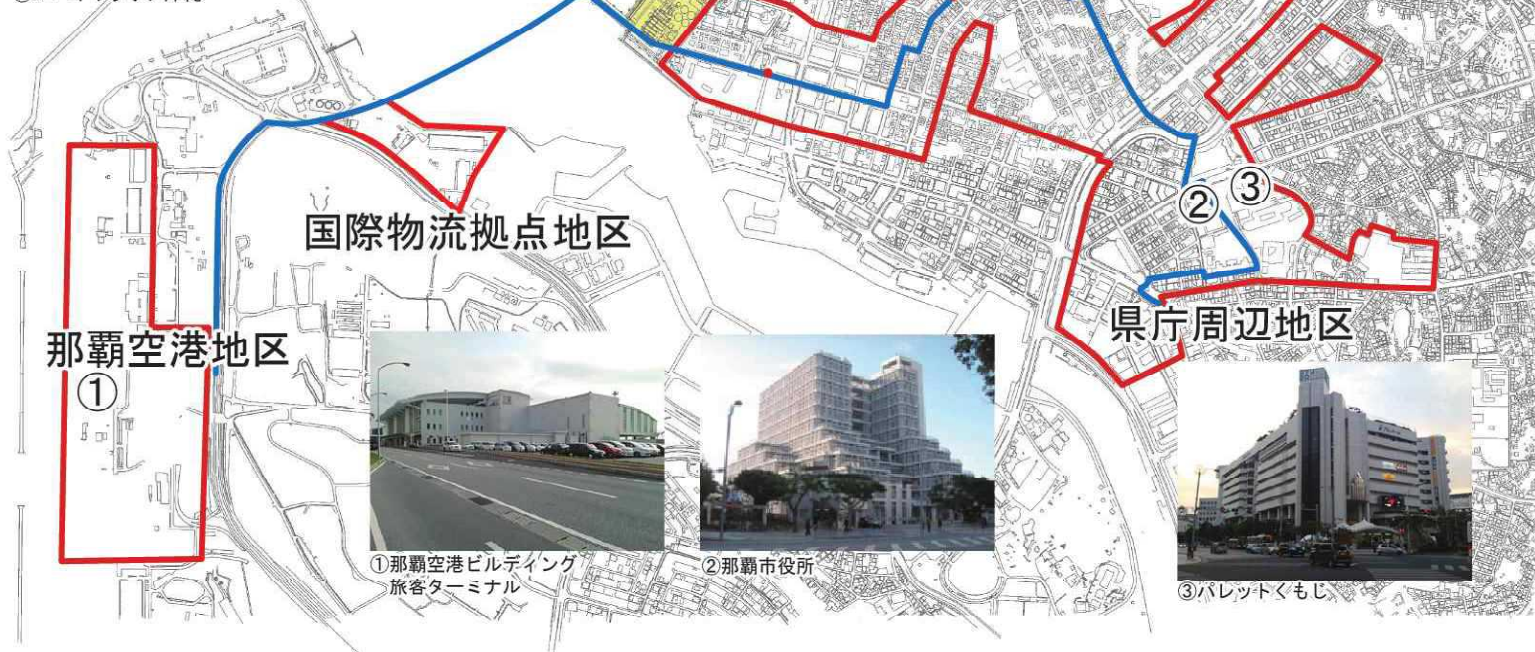 国際物流拠点地区
②
③
県庁周辺地区
那覇空港地区
①
①那覇空港ビルディング
旅客ターミナル
②那覇市役所
③パレットくもじ